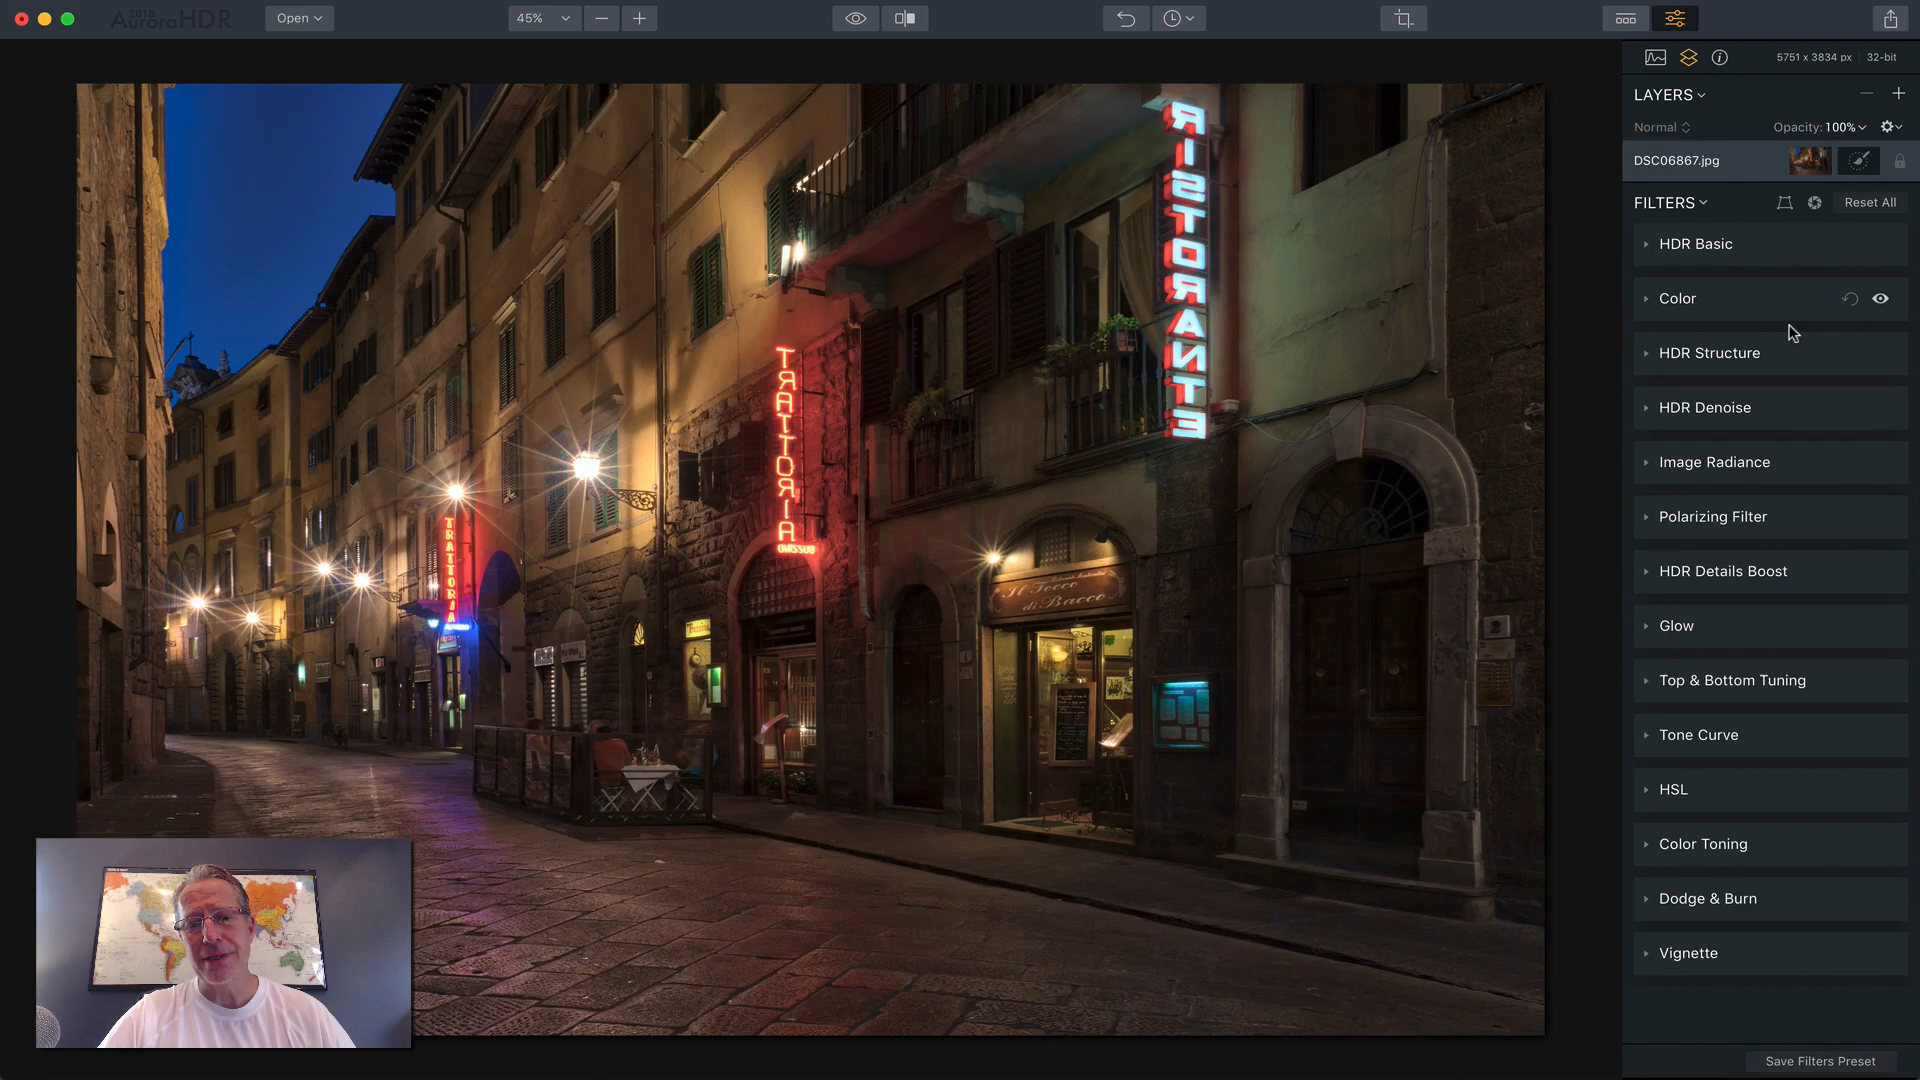 2018
AuroraHDR
Open
45%
5751 x 3834 px
32-bit
LAYERS
Normal
Opacity: 100%
DSC06867.jpg
FILTERS
Reset All
HDR Basic
Color
HDR Structure
HDR Denoise
Image Radiance
Polarizing Filter
HDR Details Boost
Glow
Top & Bottom Tuning
Tone Curve
HSL
Color Toning
Dodge & Burn
Vignette
Save Filters Preset
RISTORANTE
TRATTORIA
BUZZINO
TRATTORIA
Il Tocco
di Bacco